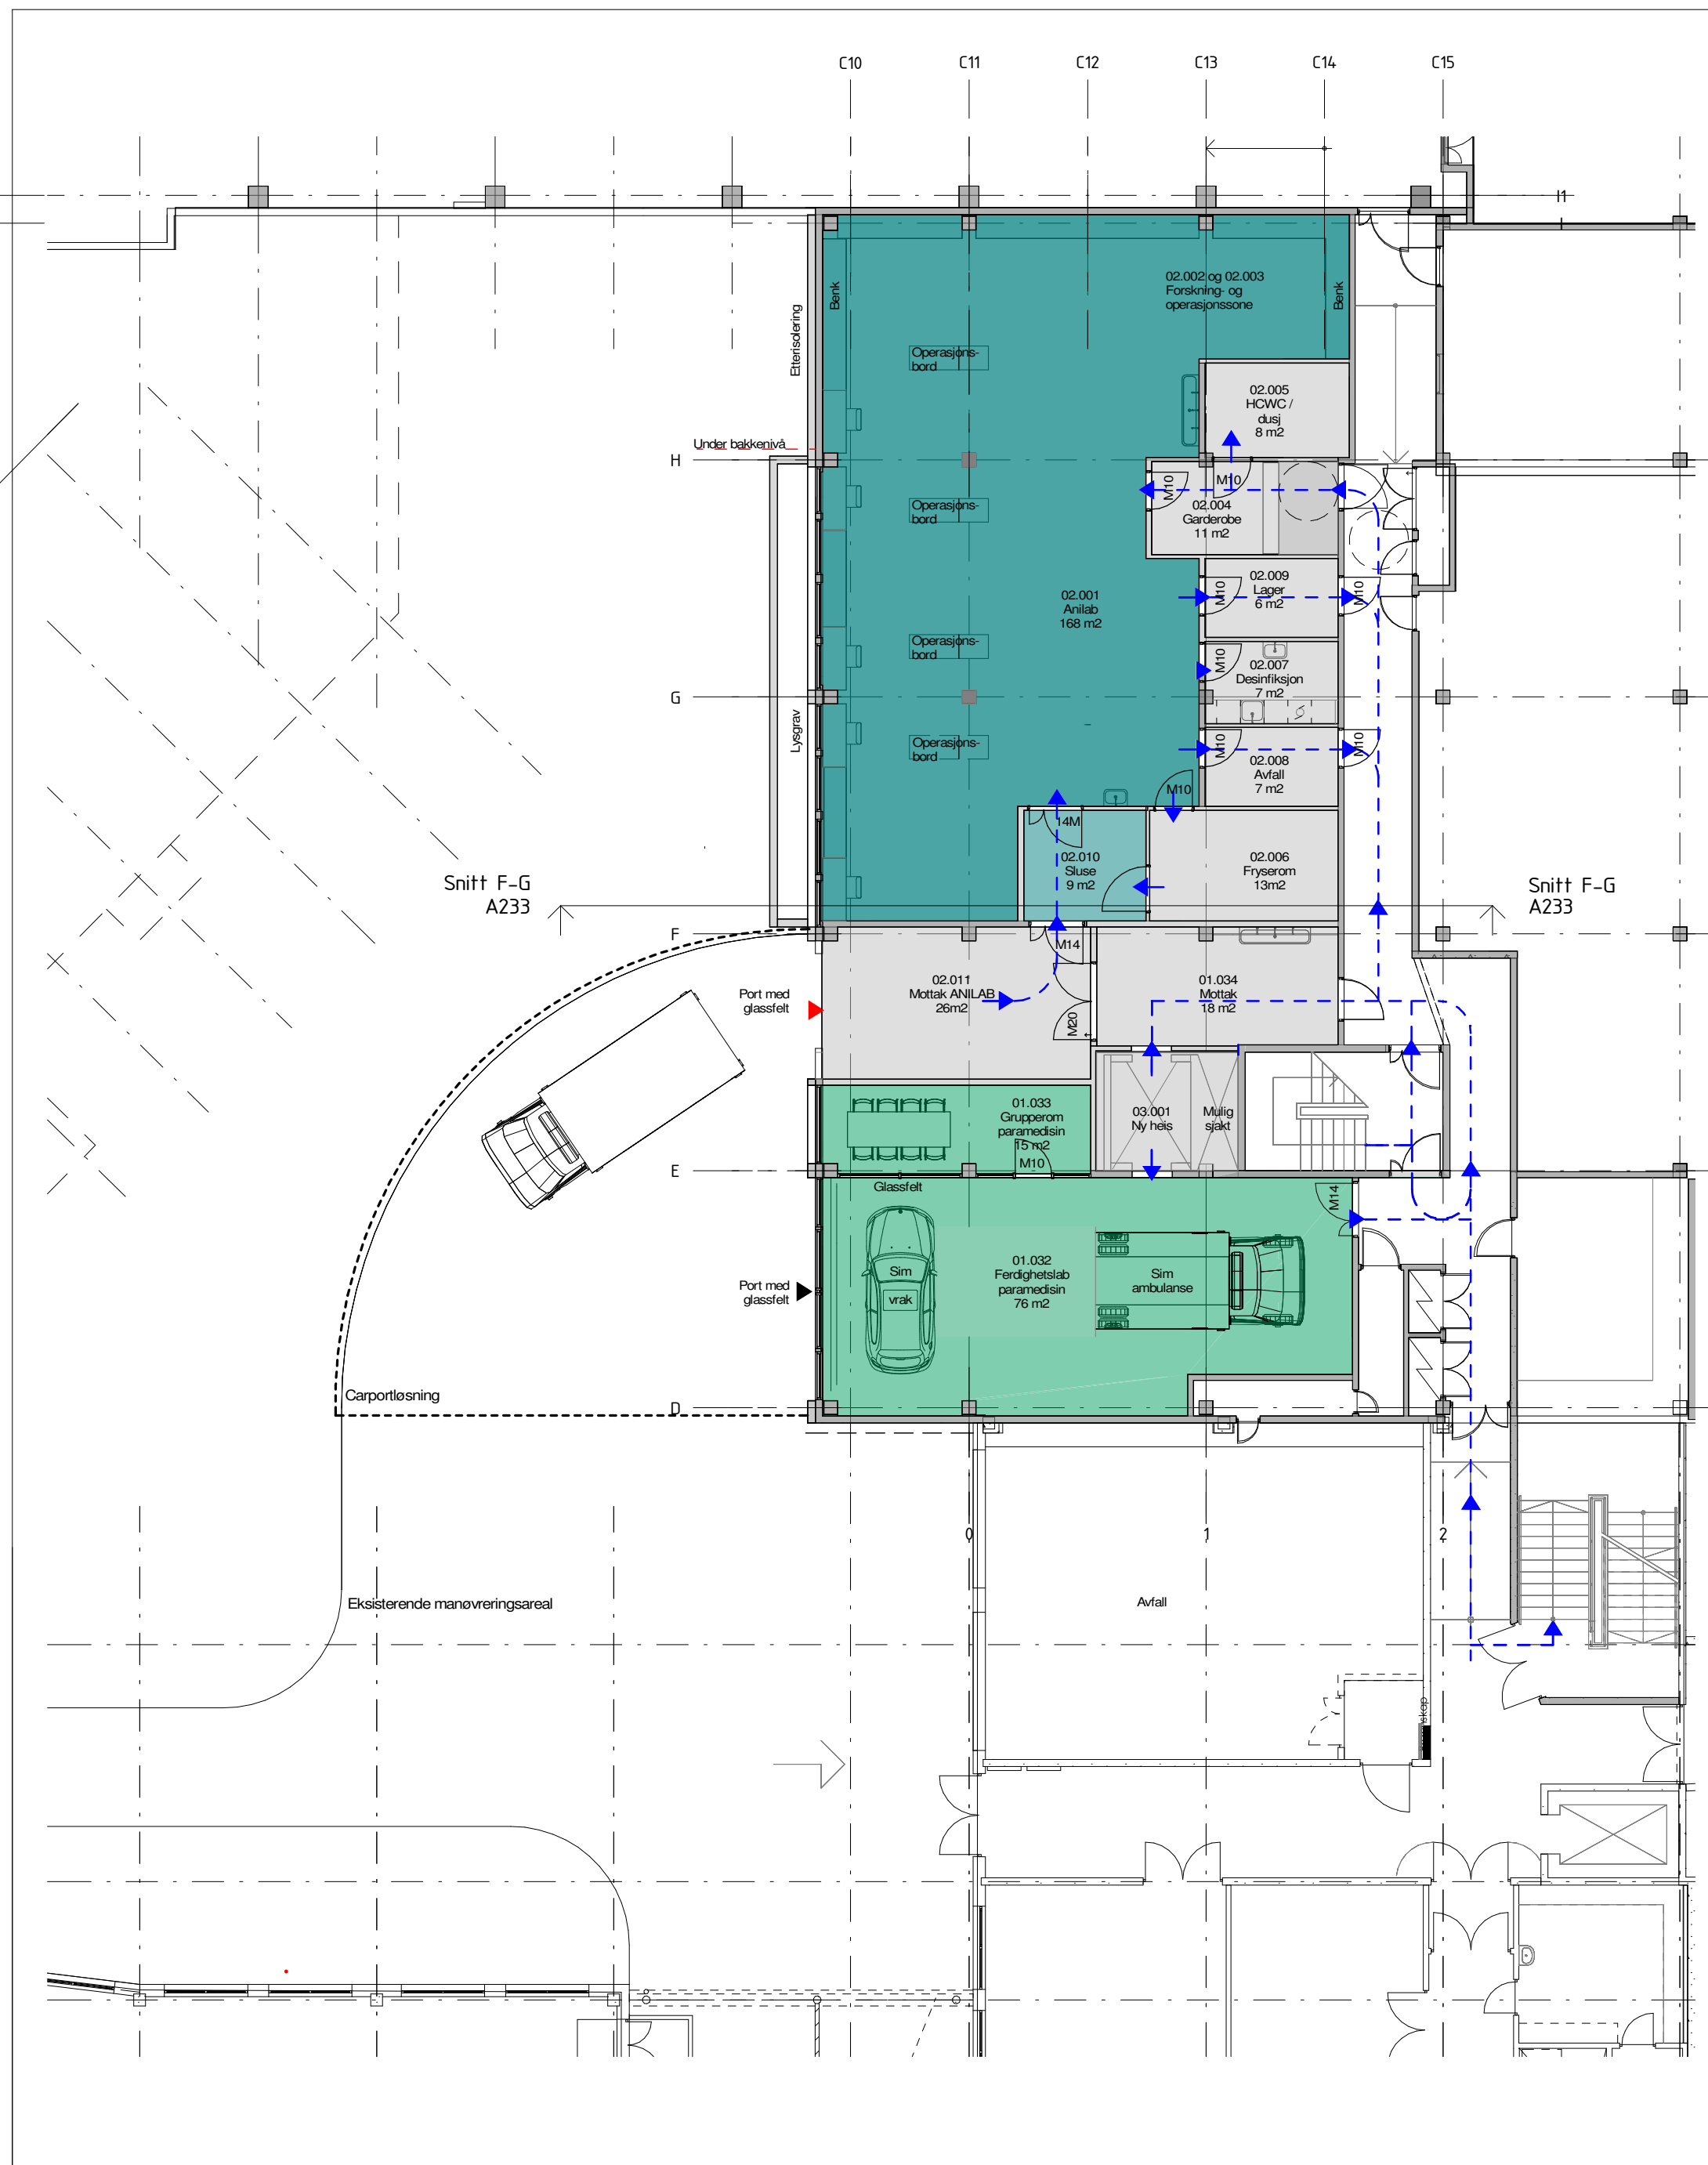 C10
C11
C12
C13
C14
C15
I1
02.002 og 02.003
Forskning- og
operasjonssone
Benk
Benk
Etterisolering
Operasjons-
bord
02.005
HCWC /
dusj
8 m2
Under bakkenivå
H
M10
M10
02.004
Garderobe
11 m2
Operasjons-
bord
02.009
Lager
6 m2
M10
M10
02.001
Anilab
168 m2
Operasjons-
bord
M10
02.007
Desinfiksjon
7 m2
G
Lysgrav
Operasjons-
bord
M10
M10
02.008
Avfall
7 m2
M10
14M
02.010
Sluse
9 m2
02.006
Fryserom
13m2
Snitt F-G
A233
Snitt F-G
A233
F
M14
02.011
Mottak ANILAB
26m2
01.034
Mottak
18 m2
Port med
glassfelt
M20
01.033
Grupperom
paramedisin
15 m2
M10
03.001
Ny heis
Mulig
sjakt
E
Glassfelt
M14
01.032
Ferdighetslab
paramedisin
76 m2
Sim
vrak
Sim
ambulanse
Port med
glassfelt
Carportløsning
D
0
1
2
Eksisterende manøvreringsareal
Avfall
skap